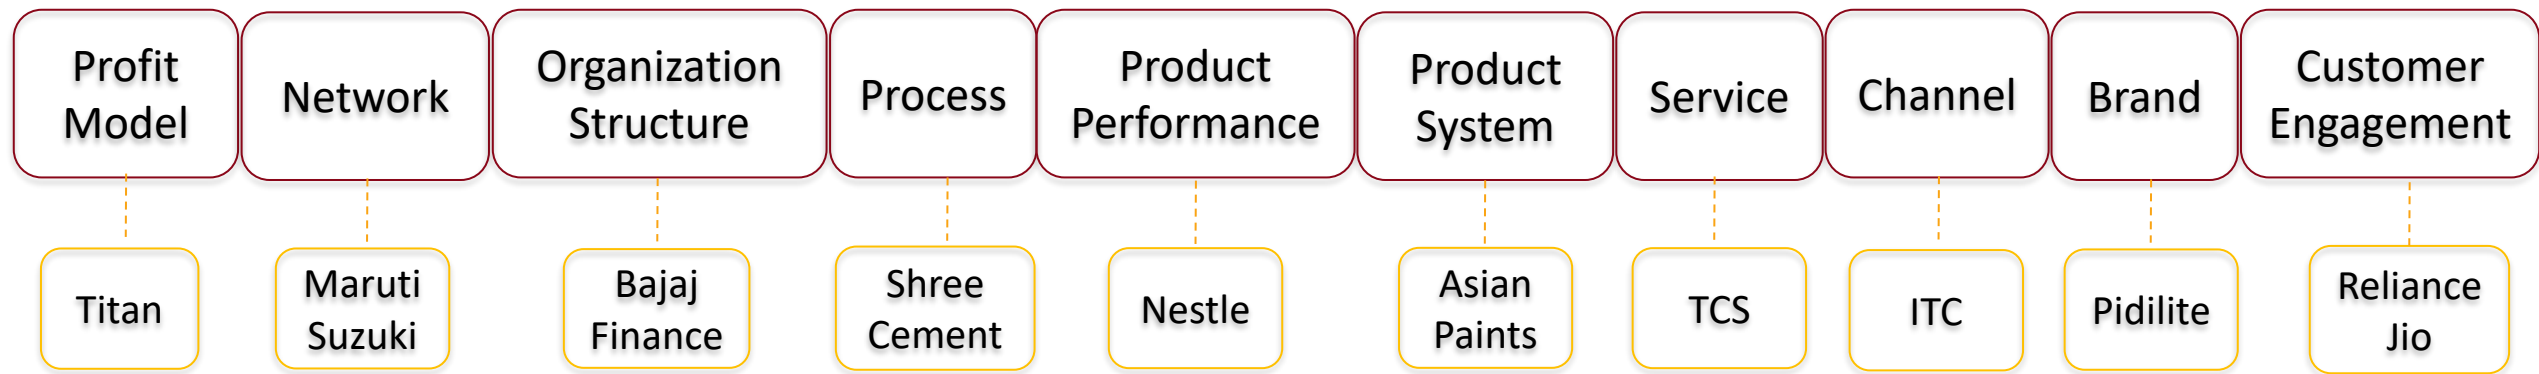 Profit
Model
Network
Organization
Structure
Process
Product
Performance
Product
System
Service
Channel
Brand
Customer
Engagement
Titan
Maruti
Suzuki
Bajaj
Finance
Shree
Cement
Nestle
Asian
Paints
TCS
ITC
Pidilite
Reliance
Jio